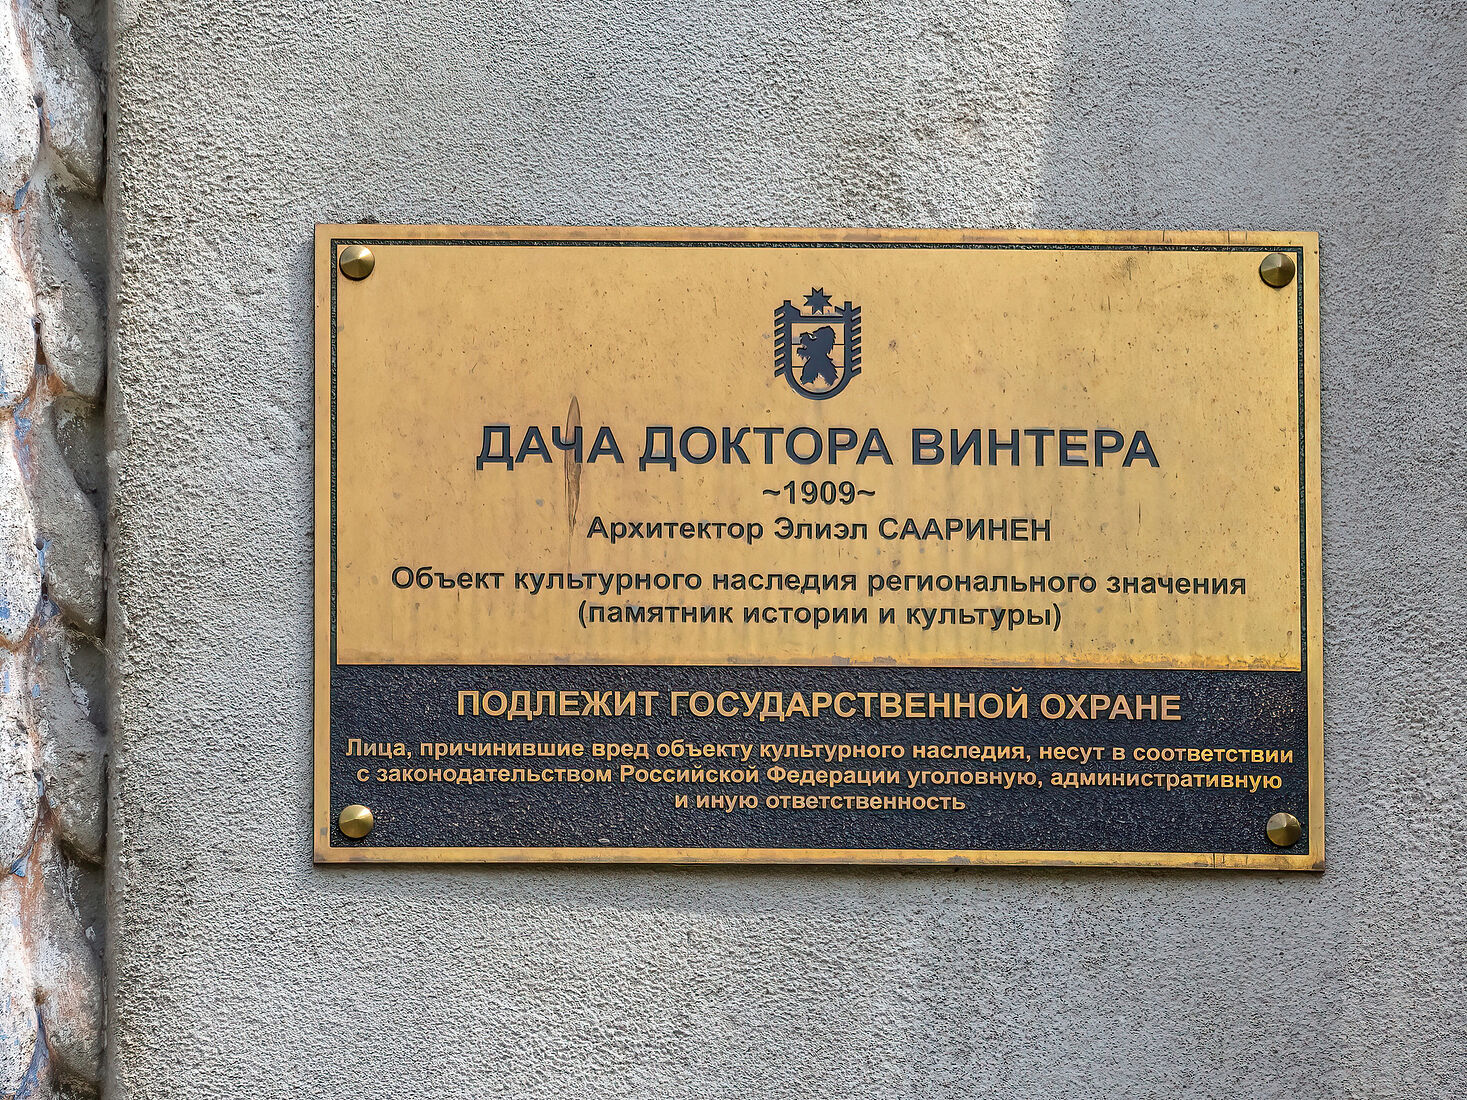 ДАЧА ДОКТОРА ВИНТЕРА
~1909~
Архитектор Элиэл СААРИНЕН
Объект культурного наследия регионального значения
(памятник истории и культуры)
ПОДЛЕЖИТ ГОСУДАРСТВЕННОЙ ОХРАНЕ
Лица, причинившие вред объекту культурного наследия, несут в соответствии
с законодательством Российской Федерации уголовную, административную
и иную ответственность